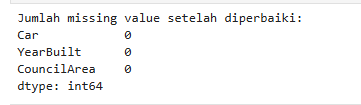 Jumlah missing value setelah diperbaiki:
Car 0
YearBuilt 0
CouncilArea 0
dtype: int64